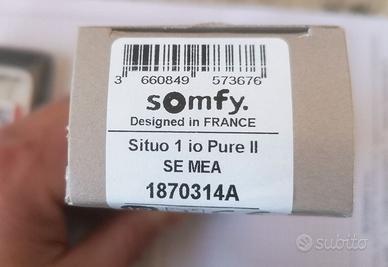 3 660849 573676
somfy.
Designed in FRANCE
Situo 1 io Pure II
SE MEA
1870314A
subito